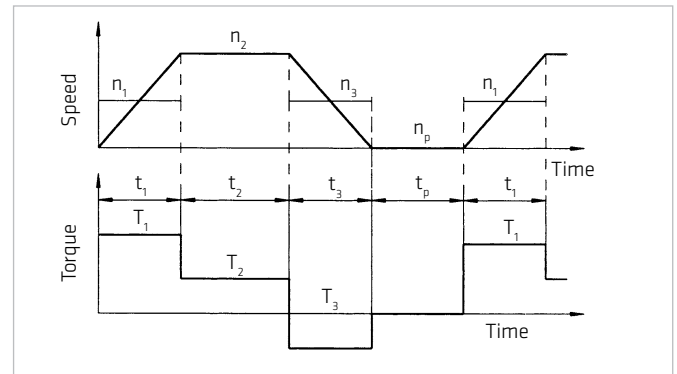 Speed
n₂
n₁ n₃ n₁
nₚ
Time
t₁ t₂ t₃ tₚ t₁
Torque
T₁ T₁
T₂
T₃
Time